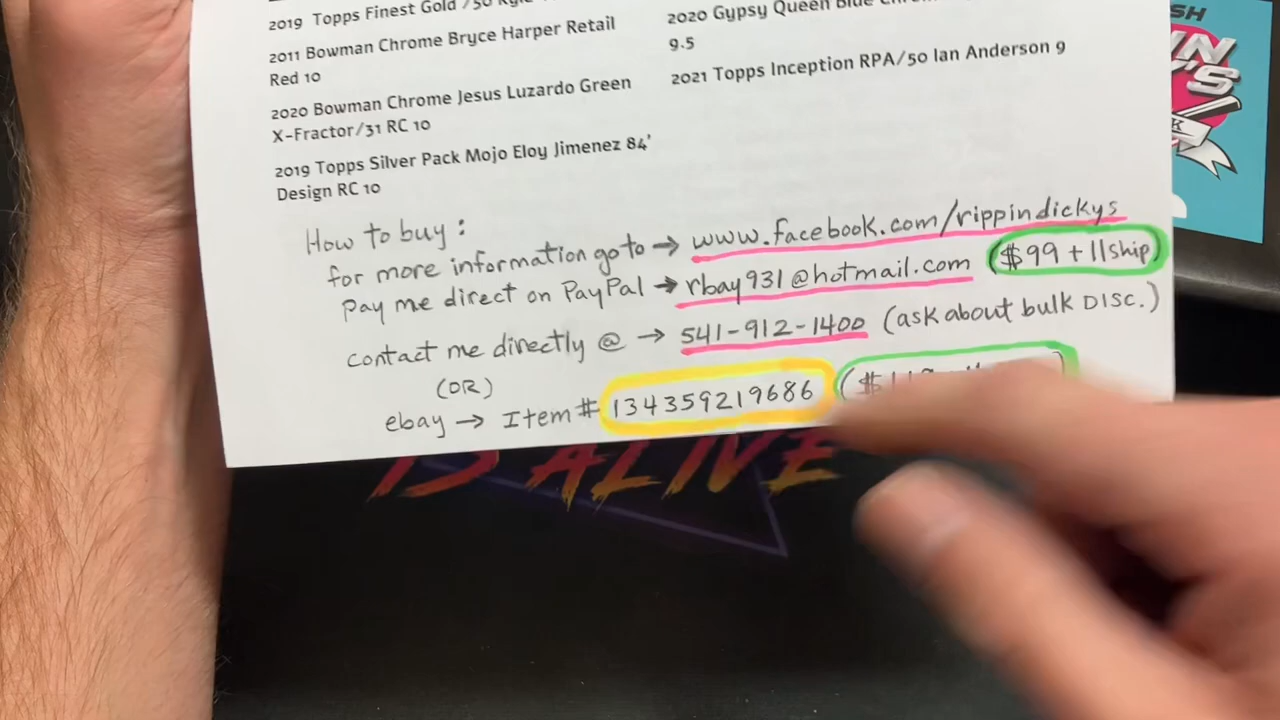 2019 Topps Finest Gold /50
2011 Bowman Chrome Bryce Harper Retail
Red 10
2020 Bowman Chrome Jesus Luzardo Green
X-Fractor/31 RC 10
2019 Topps Silver Pack Mojo Eloy Jimenez 84'
Design RC 10
2020 Gypsy Queen Blue
9.5
2021 Topps Inception RPA/50 Ian Anderson 9
How to buy:
for more information go to → www.facebook.com/rippindickys
Pay me direct on PayPal → rbay931@hotmail.com ($99 + 11 ship)
contact me directly @ → 541-912-1400 (ask about bulk DISC.)
(OR)
ebay → Item # 134359219686
IS ALIVE